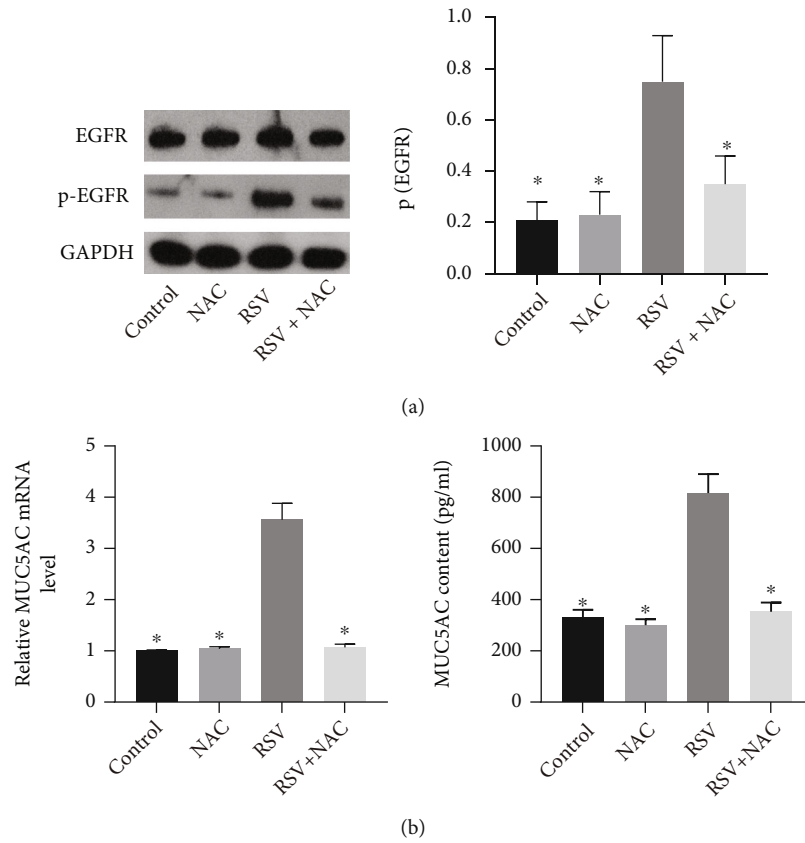 EGFR
p-EGFR
GAPDH
Control
NAC
RSV
RSV + NAC
p (EGFR)
1.0
0.8
0.6
0.4
0.2
0.0
*
*
*
Control
NAC
RSV
RSV + NAC
(a)
Relative MUC5AC mRNA
level
5
4
3
2
1
0
*
*
*
Control
NAC
RSV
RSV+NAC
MUC5AC content (pg/ml)
1000
800
600
400
200
0
*
*
*
Control
NAC
RSV
RSV+NAC
(b)